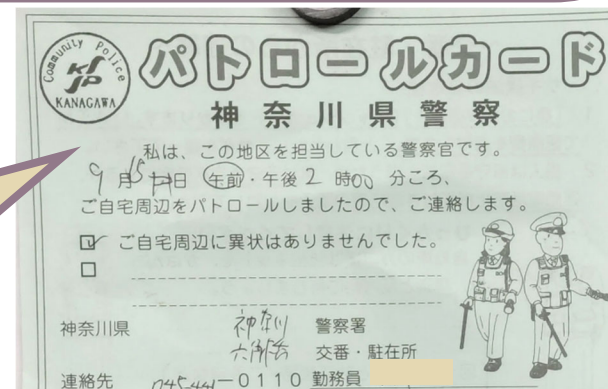 Community Police
KANAGAWA
パトロールカード
神奈川県警察
私は、この地区を担当している警察官です。
9月15日 午前・午後2時00分ころ、
ご自宅周辺をパトロールしましたので、ご連絡します。
ご自宅周辺に異状はありませんでした。
神奈川県 神奈川 警察署
六角橋 交番・駐在所
連絡先 045-441-0110 勤務員